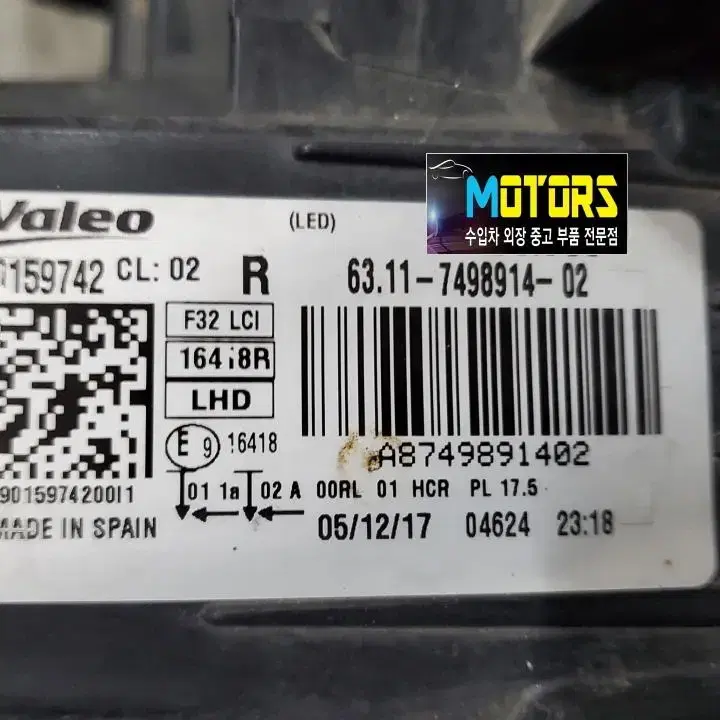 Valeo
(LED)
MOTORS
수입차 외장 중고 부품 전문점
159742 CL: 02
R
63.11-7498914-02
F32 LCI
164i8R
LHD
E 9 16418
A8749891402
9015974200I1
01 1a 02 A 00RL 01 HCR PL 17.5
MADE IN SPAIN
05/12/17 04624 23:18